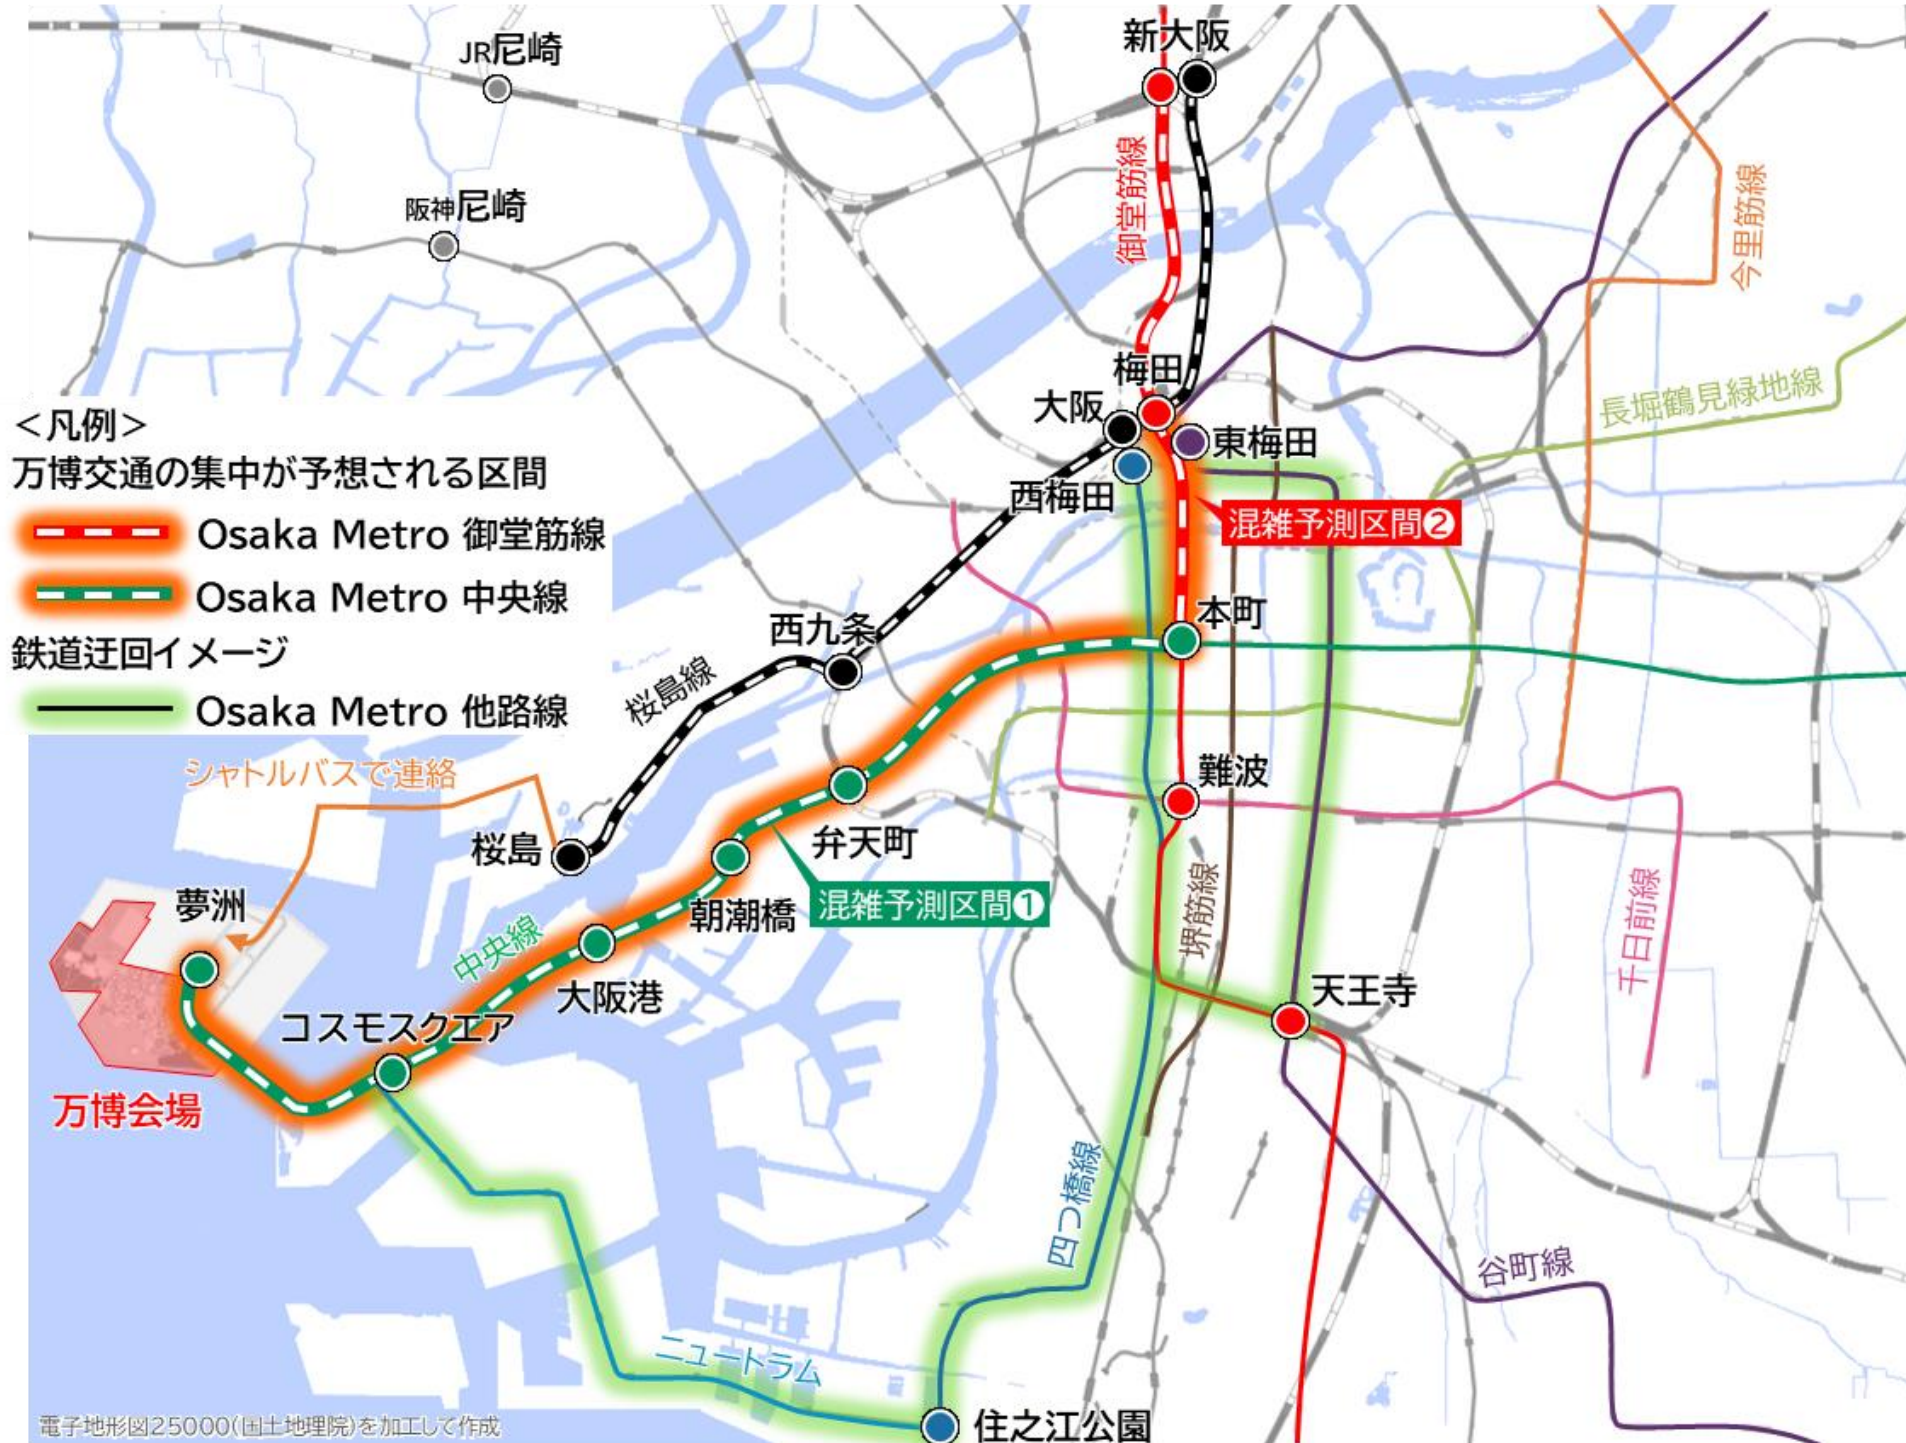 新大阪
JR尼崎
御堂筋線
今里筋線
阪神尼崎
梅田
大阪
長堀鶴見緑地線
東梅田
西梅田
混雑予測区間❷
<凡例>
万博交通の集中が予想される区間
Osaka Metro 御堂筋線
Osaka Metro 中央線
鉄道迂回イメージ
Osaka Metro 他路線
本町
西九条
桜島線
シャトルバスで連絡
難波
桜島
弁天町
混雑予測区間❶
朝潮橋
夢洲
中央線
大阪港
堺筋線
千日前線
天王寺
コスモスクエア
万博会場
四つ橋線
谷町線
ニュートラム
住之江公園
電子地形図25000(国土地理院)を加工して作成